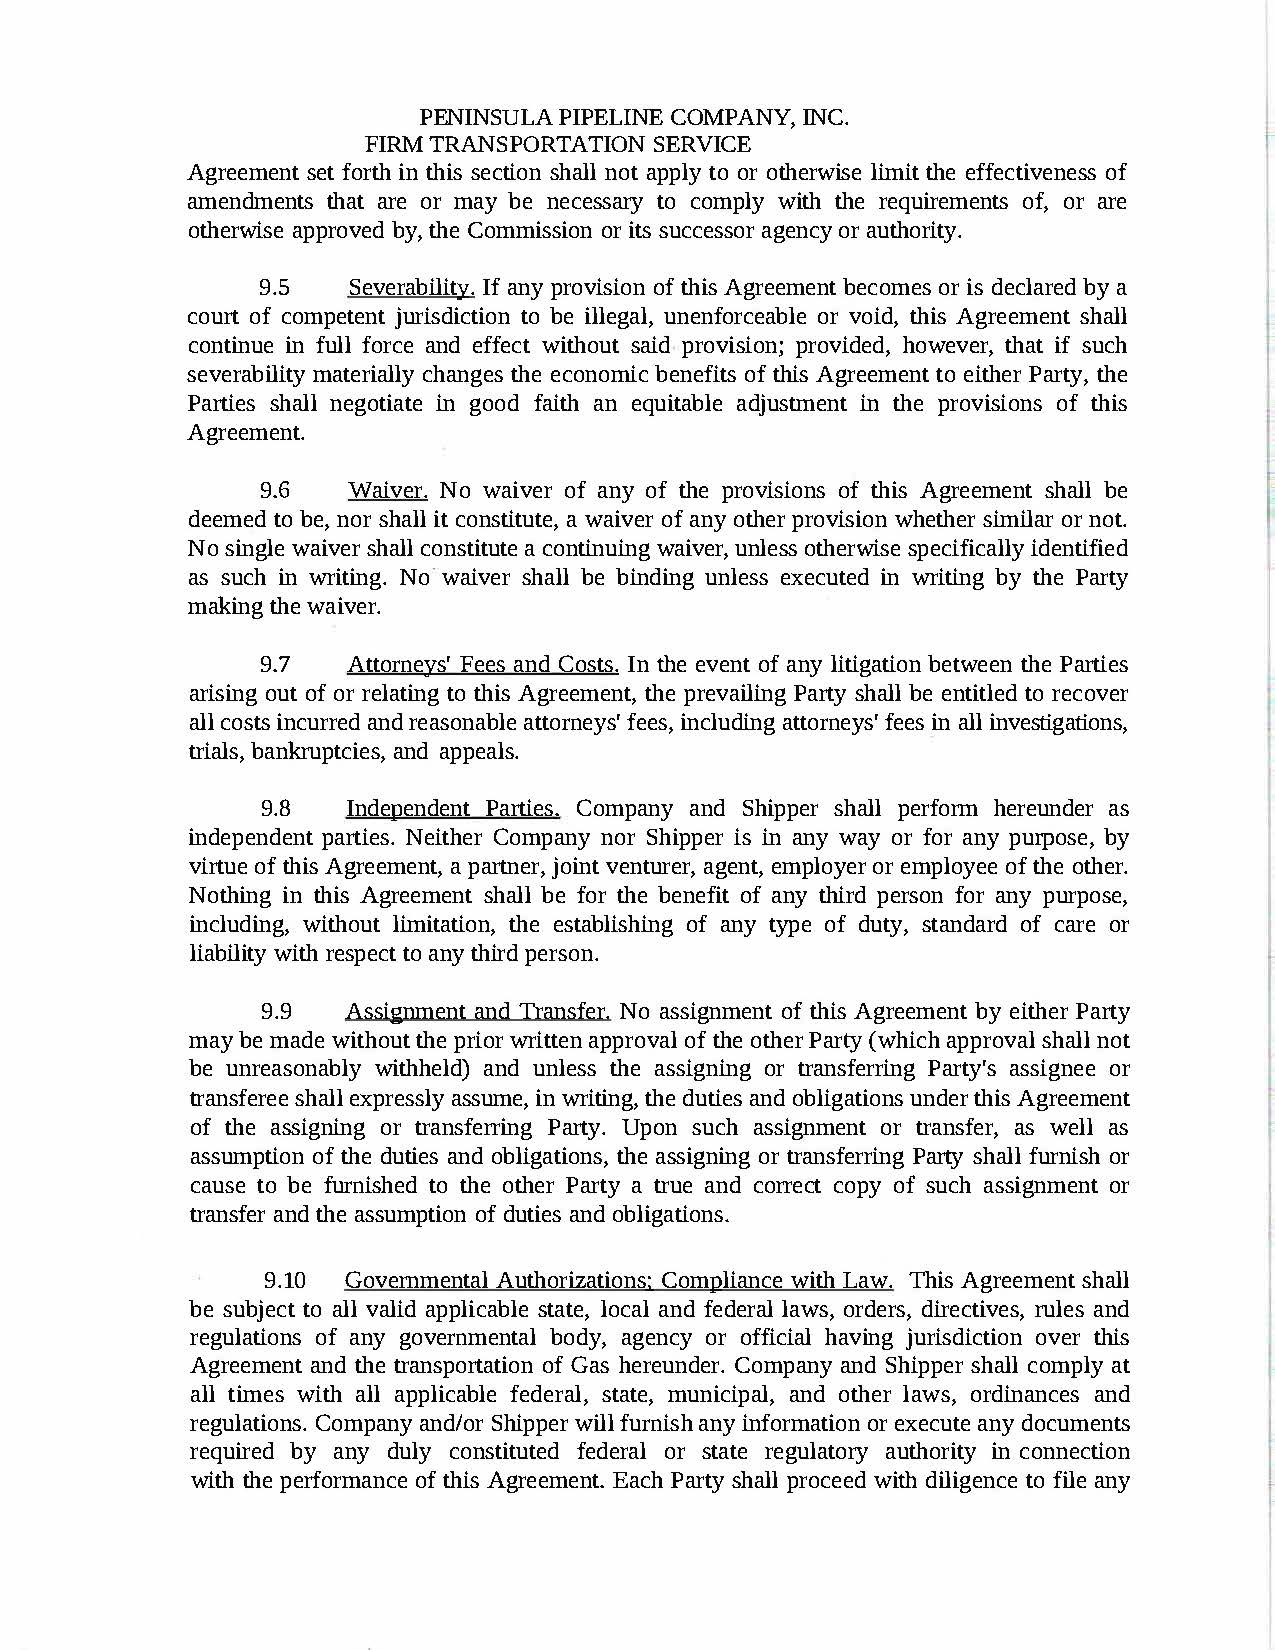 PENINSULA PIPELINE COMPANY, INC.
FIRM TRANSPORTATION SERVICE
Agreement set forth in this section shall not apply to or otherwise limit the effectiveness of
amendments that are or may be necessary to comply with the requirements of, or are
otherwise approved by, the Commission or its successor agency or authority.
9.5 Severability. If any provision of this Agreement becomes or is declared by a
court of competent jurisdiction to be illegal, unenforceable or void, this Agreement shall
continue in full force and effect without said provision; provided, however, that if such
severability materially changes the economic benefits of this Agreement to either Party, the
Parties shall negotiate in good faith an equitable adjustment in the provisions of this
Agreement.
9.6 Waiver. No waiver of any of the provisions of this Agreement shall be
deemed to be, nor shall it constitute, a waiver of any other provision whether similar or not.
No single waiver shall constitute a continuing waiver, unless otherwise specifically identified
as such in writing. No waiver shall be binding unless executed in writing by the Party
making the waiver.
9.7 Attorneys' Fees and Costs. In the event of any litigation between the Parties
arising out of or relating to this Agreement, the prevailing Party shall be entitled to recover
all costs incurred and reasonable attorneys' fees, including attorneys' fees in all investigations,
trials, bankruptcies, and appeals.
9.8 Independent Parties. Company and Shipper shall perform hereunder as
independent parties. Neither Company nor Shipper is in any way or for any purpose, by
virtue of this Agreement, a partner, joint venturer, agent, employer or employee of the other.
Nothing in this Agreement shall be for the benefit of any third person for any purpose,
including, without limitation, the establishing of any type of duty, standard of care or
liability with respect to any third person.
9.9 Assignment and Transfer. No assignment of this Agreement by either Party
may be made without the prior written approval of the other Party (which approval shall not
be unreasonably withheld) and unless the assigning or transferring Party's assignee or
transferee shall expressly assume, in writing, the duties and obligations under this Agreement
of the assigning or transferring Party. Upon such assignment or transfer, as well as
assumption of the duties and obligations, the assigning or transferring Party shall furnish or
cause to be furnished to the other Party a true and correct copy of such assignment or
transfer and the assumption of duties and obligations.
9.10 Governmental Authorizations; Compliance with Law. This Agreement shall
be subject to all valid applicable state, local and federal laws, orders, directives, rules and
regulations of any governmental body, agency or official having jurisdiction over this
Agreement and the transportation of Gas hereunder. Company and Shipper shall comply at
all times with all applicable federal, state, municipal, and other laws, ordinances and
regulations. Company and/or Shipper will furnish any information or execute any documents
required by any duly constituted federal or state regulatory authority in connection
with the performance of this Agreement. Each Party shall proceed with diligence to file any